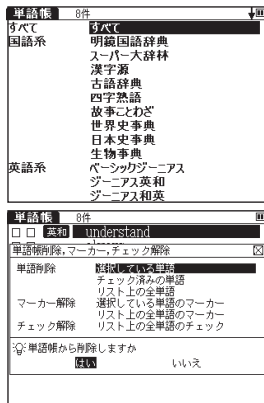 単語帳 8件
すべて すべて
国語系 明鏡国語辞典
スーパー大辞林
漢字源
古語辞典
四字熟語
故事ことわざ
世界史事典
日本史事典
生物事典
英語系 ベーシックジーニアス
ジーニアス英和
ジーニアス和英
単語帳 8件
英和 understand
単語帳削除,マーカー,チェック解除
単語削除 選択している単語
チェック済みの単語
リスト上の全単語
マーカー解除 選択している単語のマーカー
リスト上の全単語のマーカー
チェック解除 リスト上の全単語のチェック
単語帳から削除しますか
はい いいえ